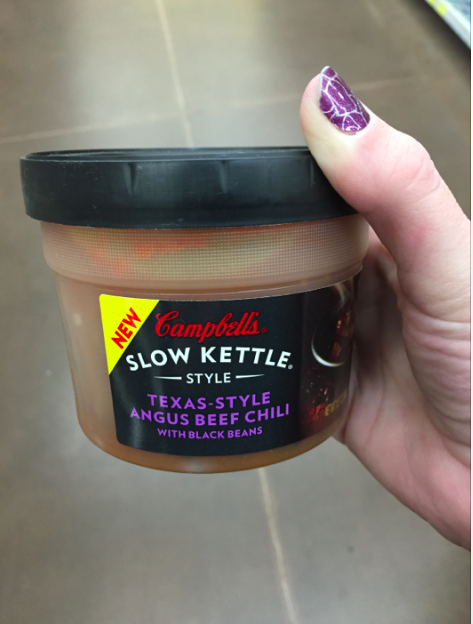 NEW
Campbell's®
SLOW KETTLE®
STYLE
TEXAS-STYLE
ANGUS BEEF CHILI
WITH BLACK BEANS